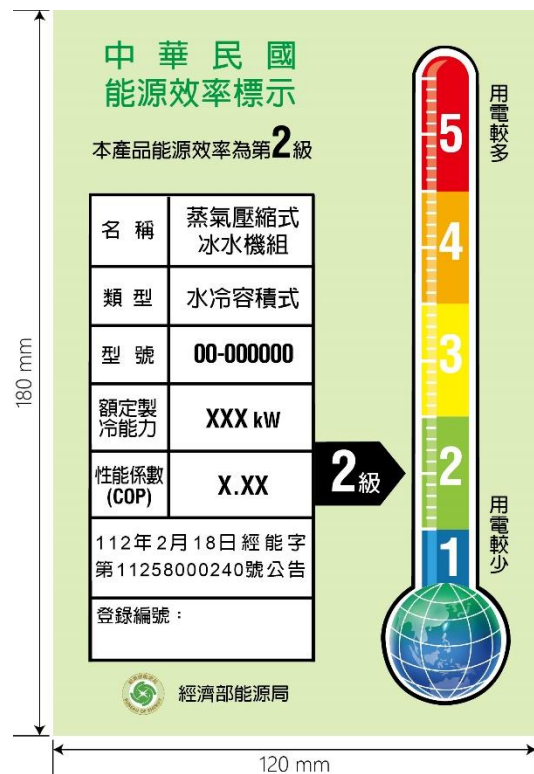 中華民國
能源效率標示
本產品能源效率為第2級
名稱
蒸氣壓縮式
冰水機組
類型
水冷容積式
型號
00-000000
額定製
冷能力
XXX kW
性能係數
(COP)
X.XX
112年2月18日經能字
第11258000240號公告
登錄編號：
經濟部能源局
2級
用電較多
5
4
3
2
1
用電較少
180 mm
120 mm